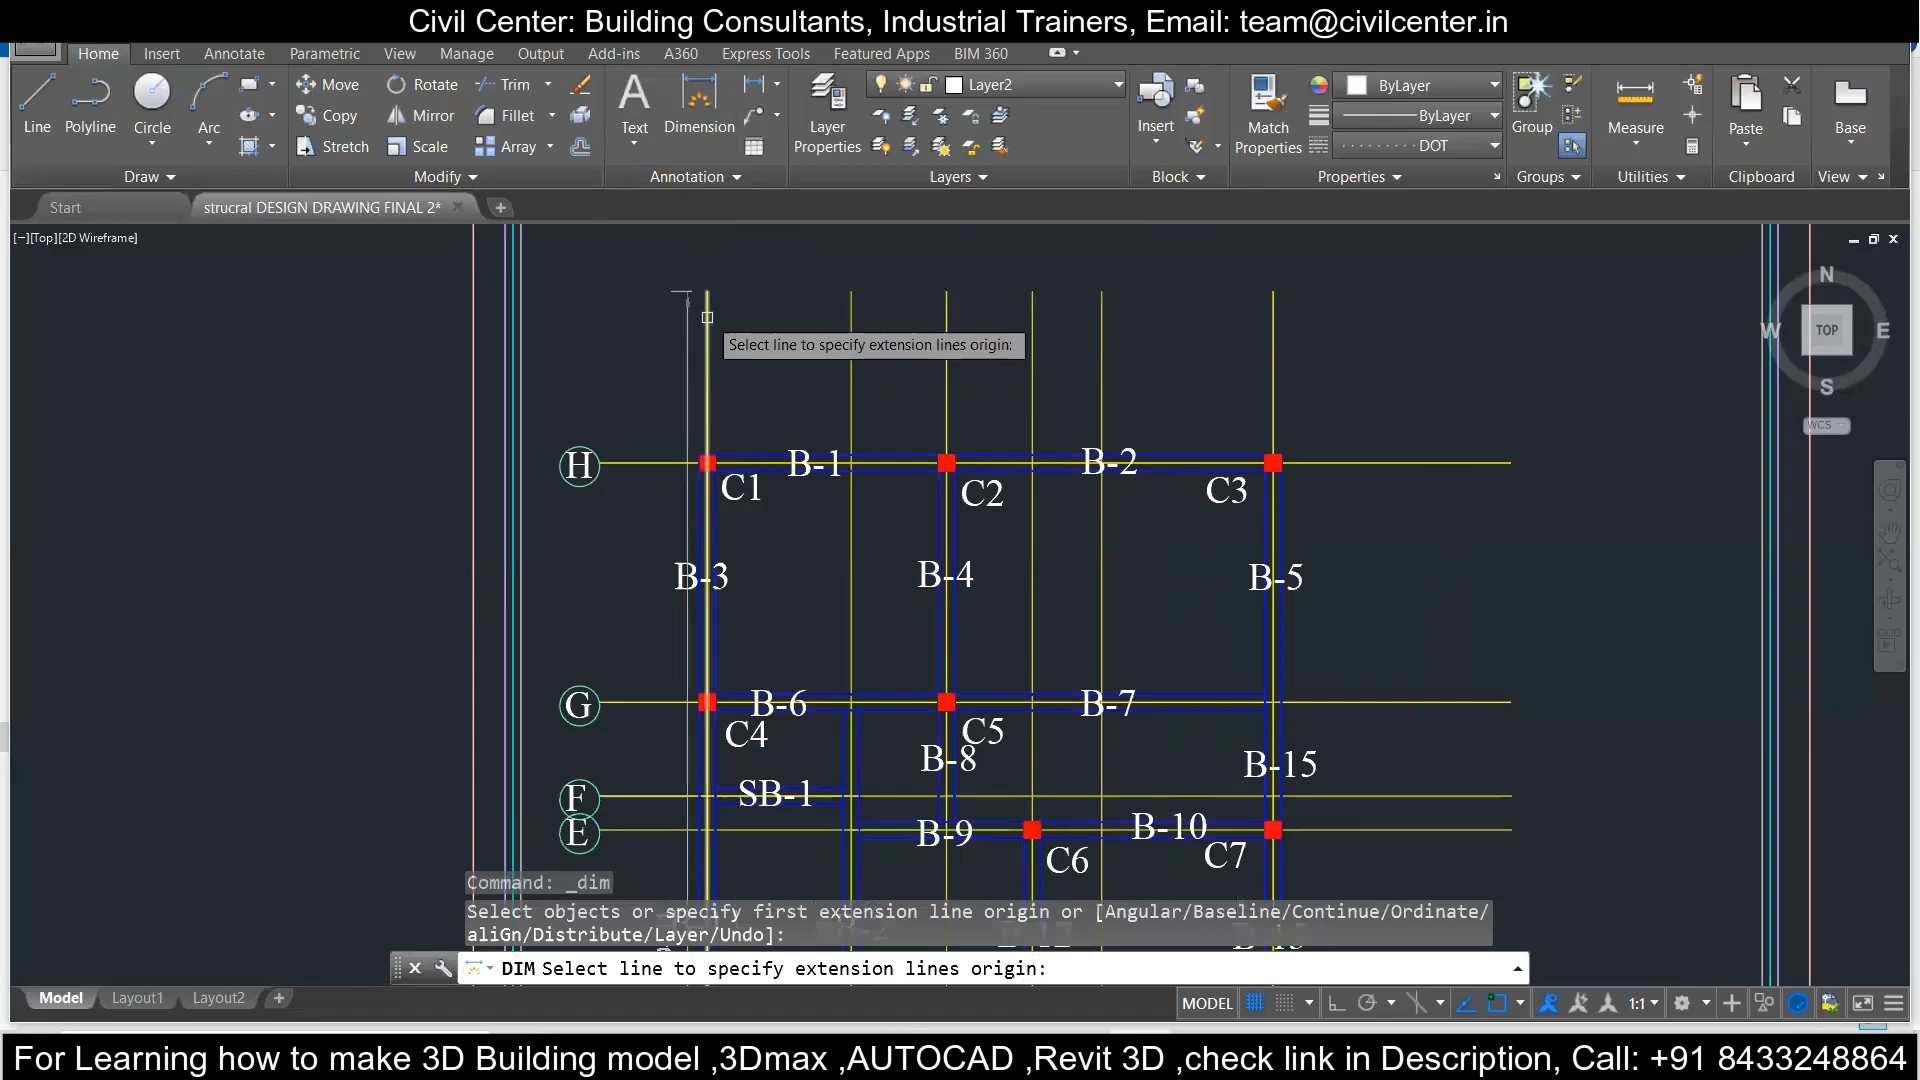 Civil Center: Building Consultants, Industrial Trainers, Email: team@civilcenter.in
Home Insert Annotate Parametric View Manage Output Add-ins A360 Express Tools Featured Apps BIM 360
Line Polyline Circle Arc
Move Rotate Trim
Copy Mirror Fillet
Stretch Scale Array
Text Dimension
Layer Properties
Layer2
Insert
Match Properties
ByLayer
ByLayer
DOT
Group Measure Paste Base
Draw Modify Annotation Layers Block Properties Groups Utilities Clipboard View
Start strucral DESIGN DRAWING FINAL 2*
[−][Top][2D Wireframe]
N
W TOP E
S
WCS
Select line to specify extension lines origin:
H B-1 B-2
C1 C2 C3
B-3 B-4 B-5
G B-6 B-7
C4 C5
B-8 B-15
F SB-1
E B-9 B-10
C6 C7
Command: _dim
Select objects or specify first extension line origin or [Angular/Baseline/Continue/Ordinate/
aliGn/Distribute/Layer/Undo]:
DIM Select line to specify extension lines origin:
Model Layout1 Layout2
MODEL 1:1
For Learning how to make 3D Building model ,3Dmax ,AUTOCAD ,Revit 3D ,check link in Description, Call: +91 8433248864